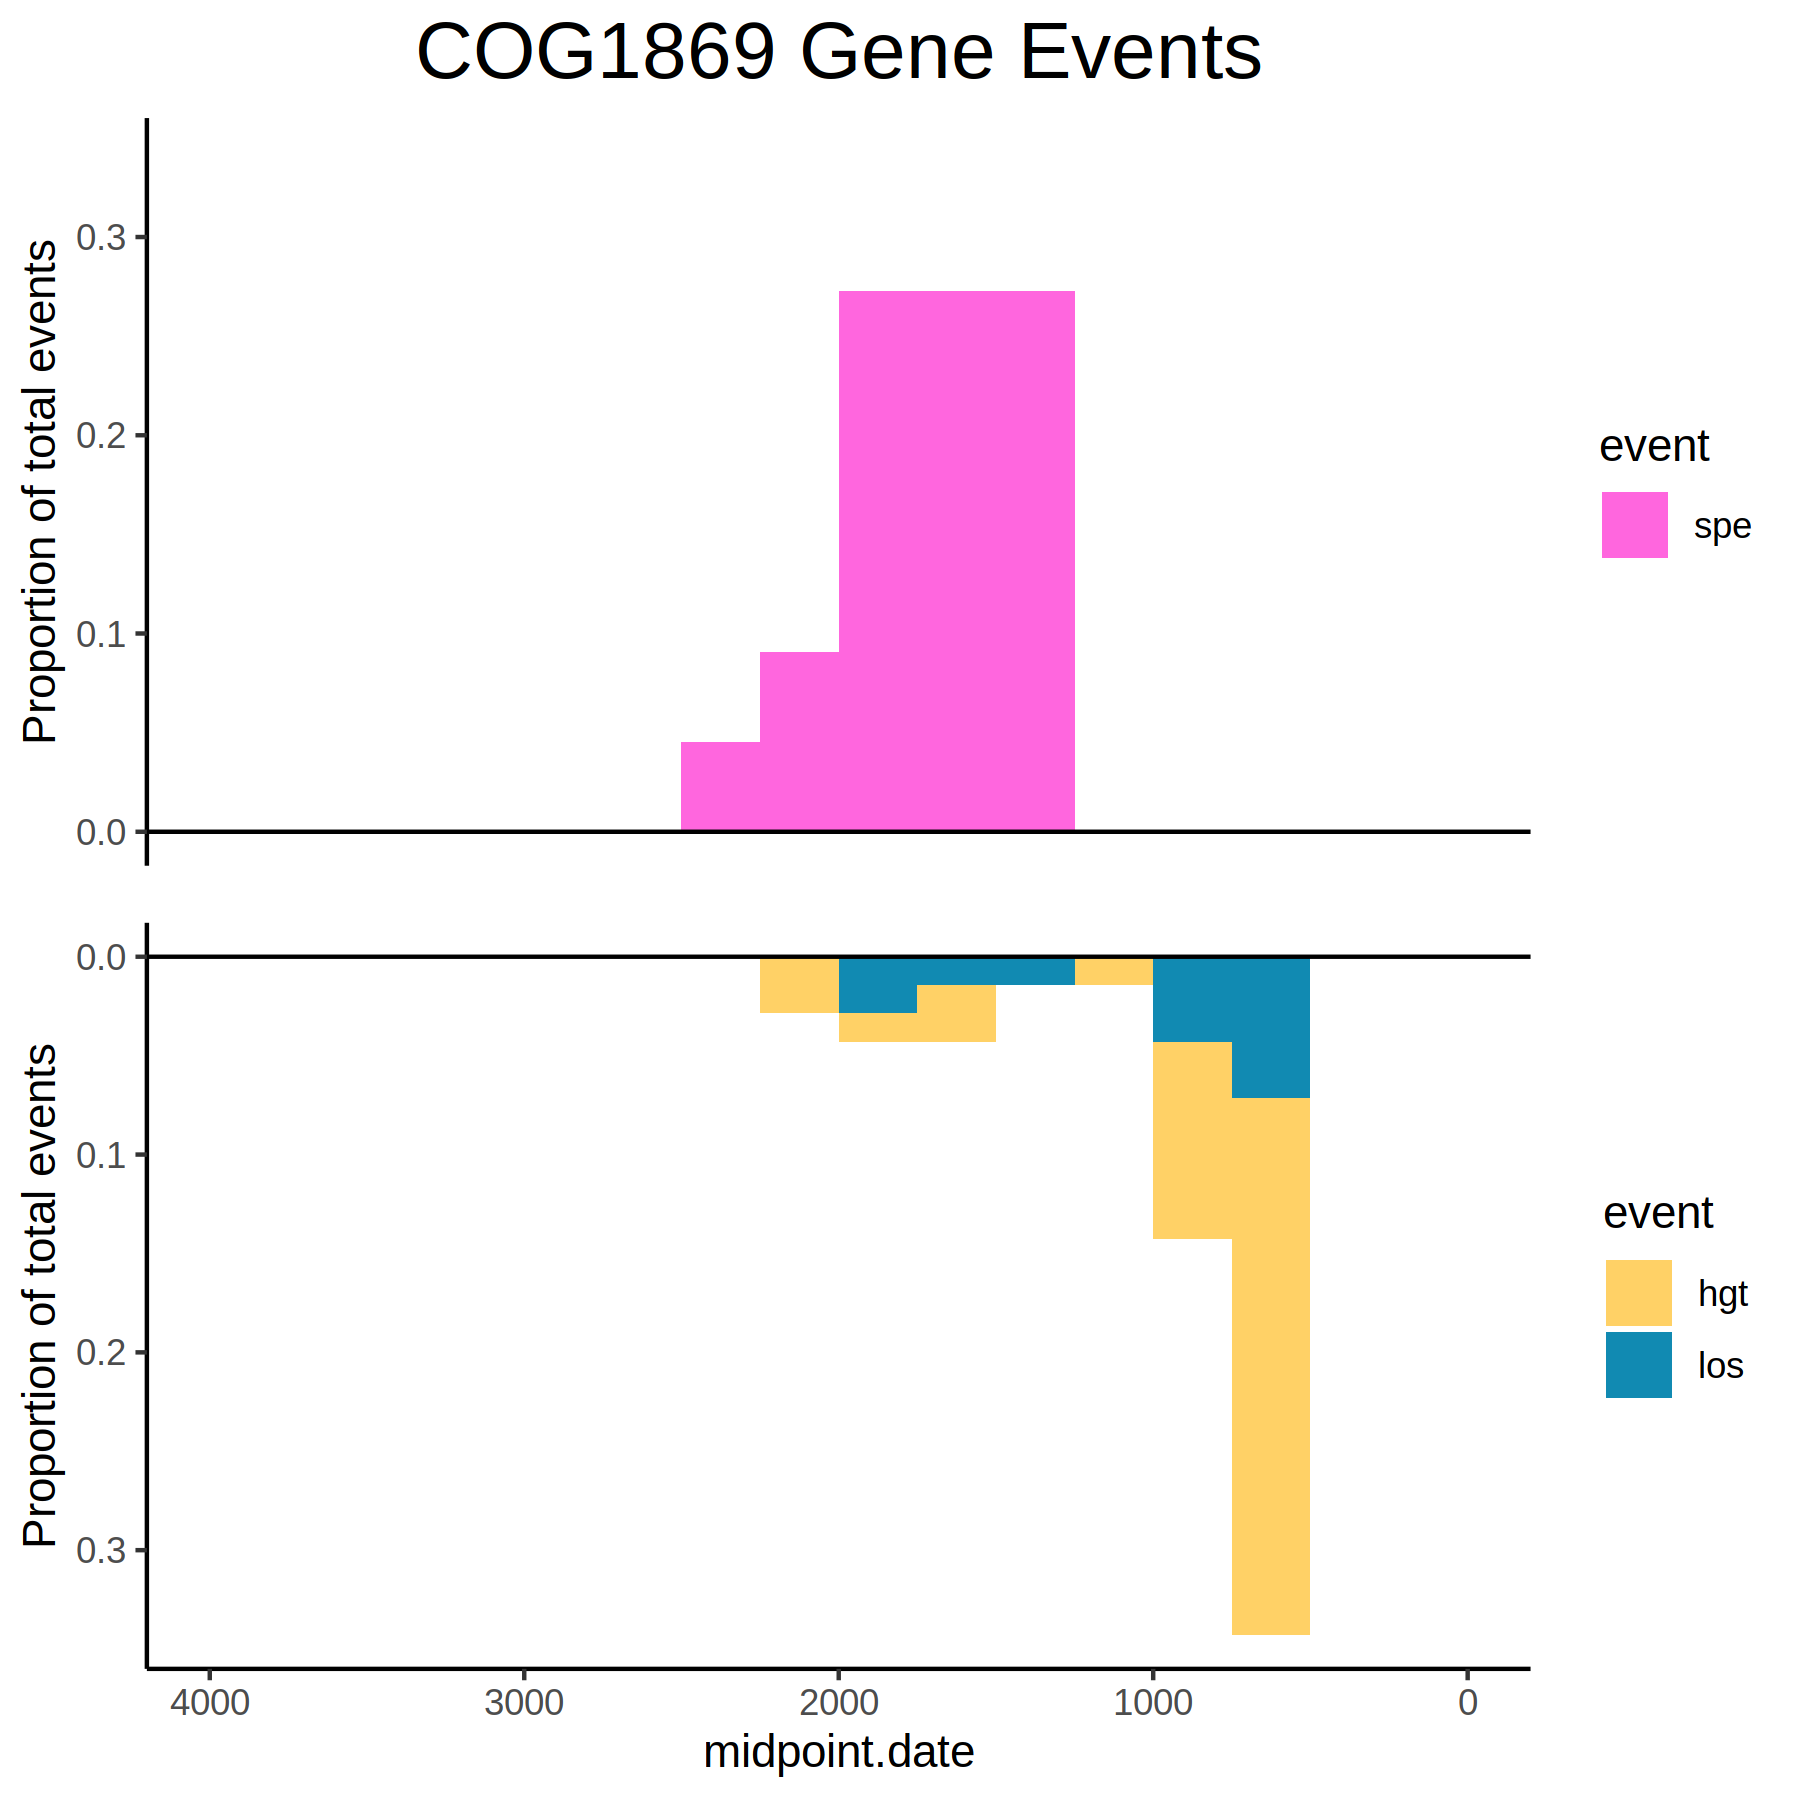 COG1869 Gene Events
Proportion of total events
0.3
0.2
0.1
0.0
event
spe
Proportion of total events
0.0
0.1
0.2
0.3
event
hgt
los
4000 3000 2000 1000 0
midpoint.date